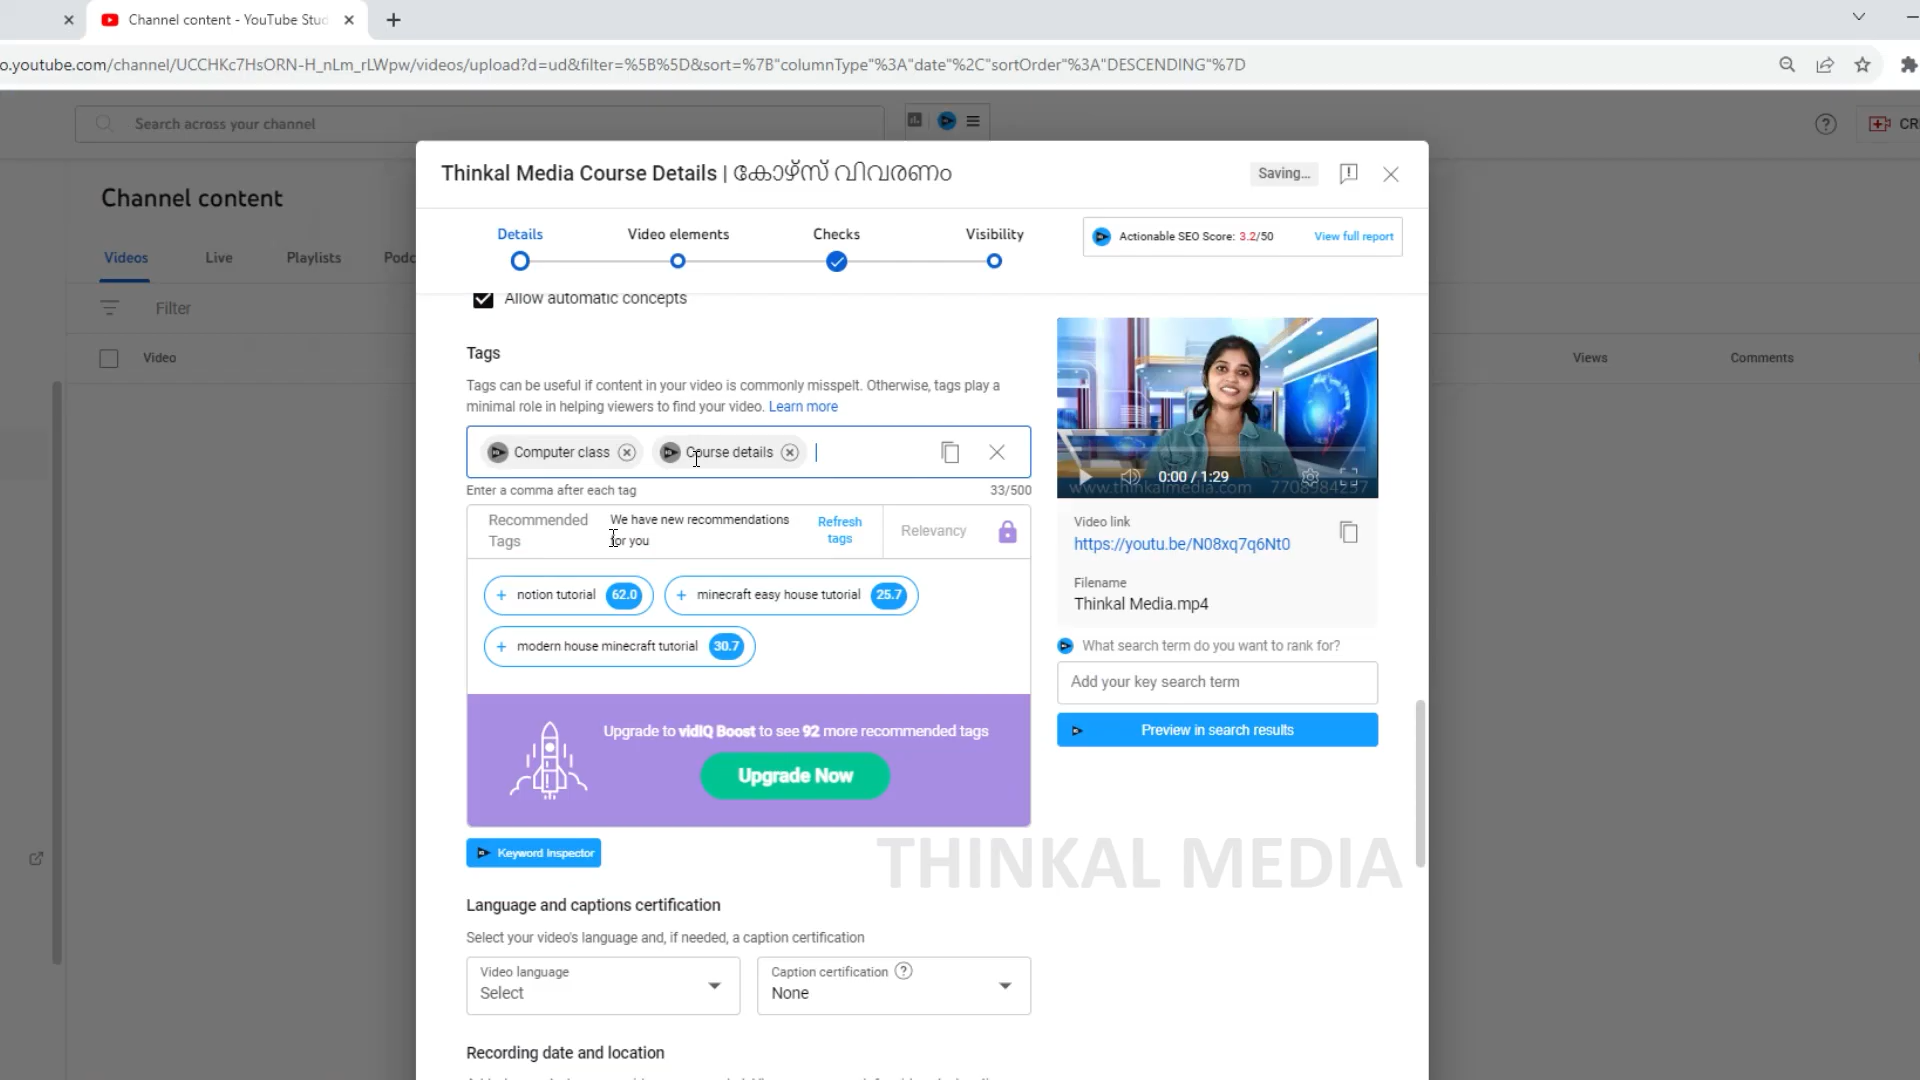 Channel content - YouTube Stud
o.youtube.com/channel/UCCHKc7HsORN-H_nLm_rLWpw/videos/upload?d=ud&filter=%5B%5D&sort=%7B"columnType"%3A"date"%2C"sortOrder"%3A"DESCENDING"%7D
Search across your channel
CR
Channel content
Videos Live Playlists Podc
Filter
Video
Views Comments
Thinkal Media Course Details | കോഴ്സ് വിവരണം
Saving...
Details Video elements Checks Visibility
Actionable SEO Score: 3.2/50 View full report
Allow automatic concepts
Tags
Tags can be useful if content in your video is commonly misspelt. Otherwise, tags play a
minimal role in helping viewers to find your video. Learn more
Computer class Course details
Enter a comma after each tag 33/500
Recommended
Tags
We have new recommendations
for you
Refresh
tags
Relevancy
notion tutorial 62.0 minecraft easy house tutorial 25.7
modern house minecraft tutorial 30.7
Upgrade to vidIQ Boost to see 92 more recommended tags
Upgrade Now
Keyword Inspector
Language and captions certification
Select your video's language and, if needed, a caption certification
Video language
Select
Caption certification
None
Recording date and location
0:00 / 1:29
www.thinkalmedia.com 7708984237
Video link
https://youtu.be/N08xq7q6Nt0
Filename
Thinkal Media.mp4
What search term do you want to rank for?
Add your key search term
Preview in search results
THINKAL MEDIA